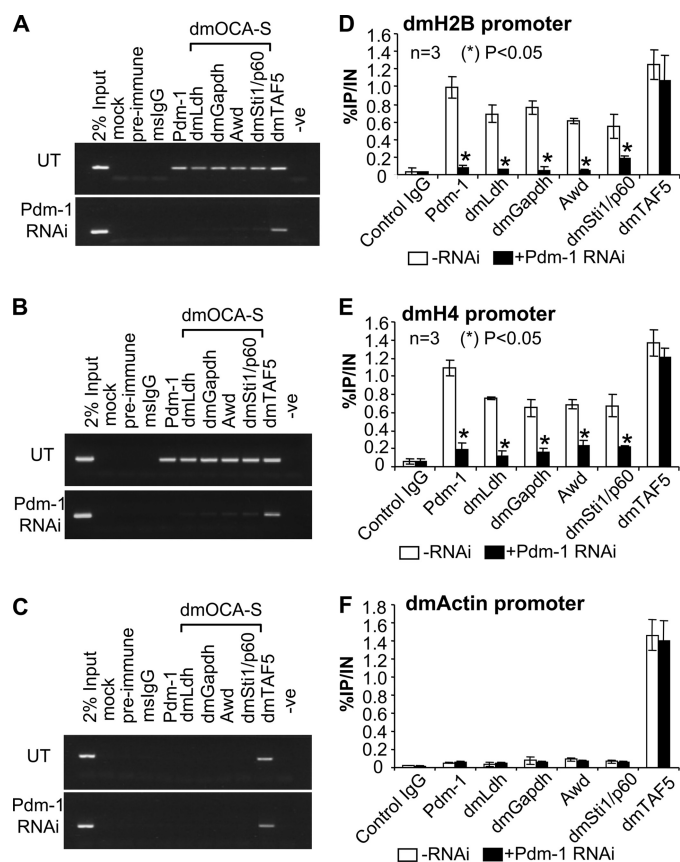 A
dmOCA-S
2% Input
mock
pre-immune
msIgG
Pdm-1
dmLdh
dmGapdh
Awd
dmSti1/p60
dmTAF5
-ve
UT
Pdm-1
RNAi
D
dmH2B promoter
n=3 (*) P<0.05
%IP/IN
1.6
1.4
1.2
1.0
0.8
0.6
0.4
0.2
0
*
*
*
*
*
Control IgG
Pdm-1
dmLdh
dmGapdh
Awd
dmSti1/p60
dmTAF5
-RNAi +Pdm-1 RNAi
B
dmOCA-S
2% Input
mock
pre-immune
msIgG
Pdm-1
dmLdh
dmGapdh
Awd
dmSti1/p60
dmTAF5
-ve
UT
Pdm-1
RNAi
E
dmH4 promoter
n=3 (*) P<0.05
%IP/IN
1.6
1.4
1.2
1.0
0.8
0.6
0.4
0.2
0
*
*
*
*
*
Control IgG
Pdm-1
dmLdh
dmGapdh
Awd
dmSti1/p60
dmTAF5
-RNAi +Pdm-1 RNAi
C
dmOCA-S
2% Input
mock
pre-immune
msIgG
Pdm-1
dmLdh
dmGapdh
Awd
dmSti1/p60
dmTAF5
-ve
UT
Pdm-1
RNAi
F
dmActin promoter
%IP/IN
1.8
1.6
1.4
1.2
1.0
0.8
0.6
0.4
0.2
0
Control IgG
Pdm-1
dmLdh
dmGapdh
Awd
dmSti1/p60
dmTAF5
-RNAi +Pdm-1 RNAi